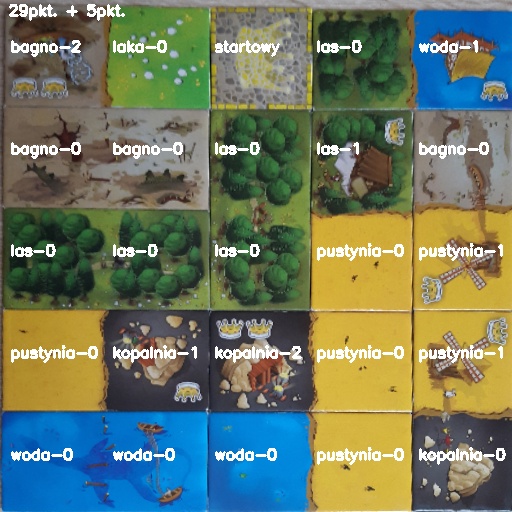 29pkt. + 5pkt.
bagno-2 laka-0 startowy las-0 woda-1
bagno-0 bagno-0 las-0 las-1 bagno-0
las-0 las-0 las-0 pustynia-0 pustynia-1
pustynia-0 kopalnia-1 kopalnia-2 pustynia-0 pustynia-1
woda-0 woda-0 woda-0 pustynia-0 kopalnia-0